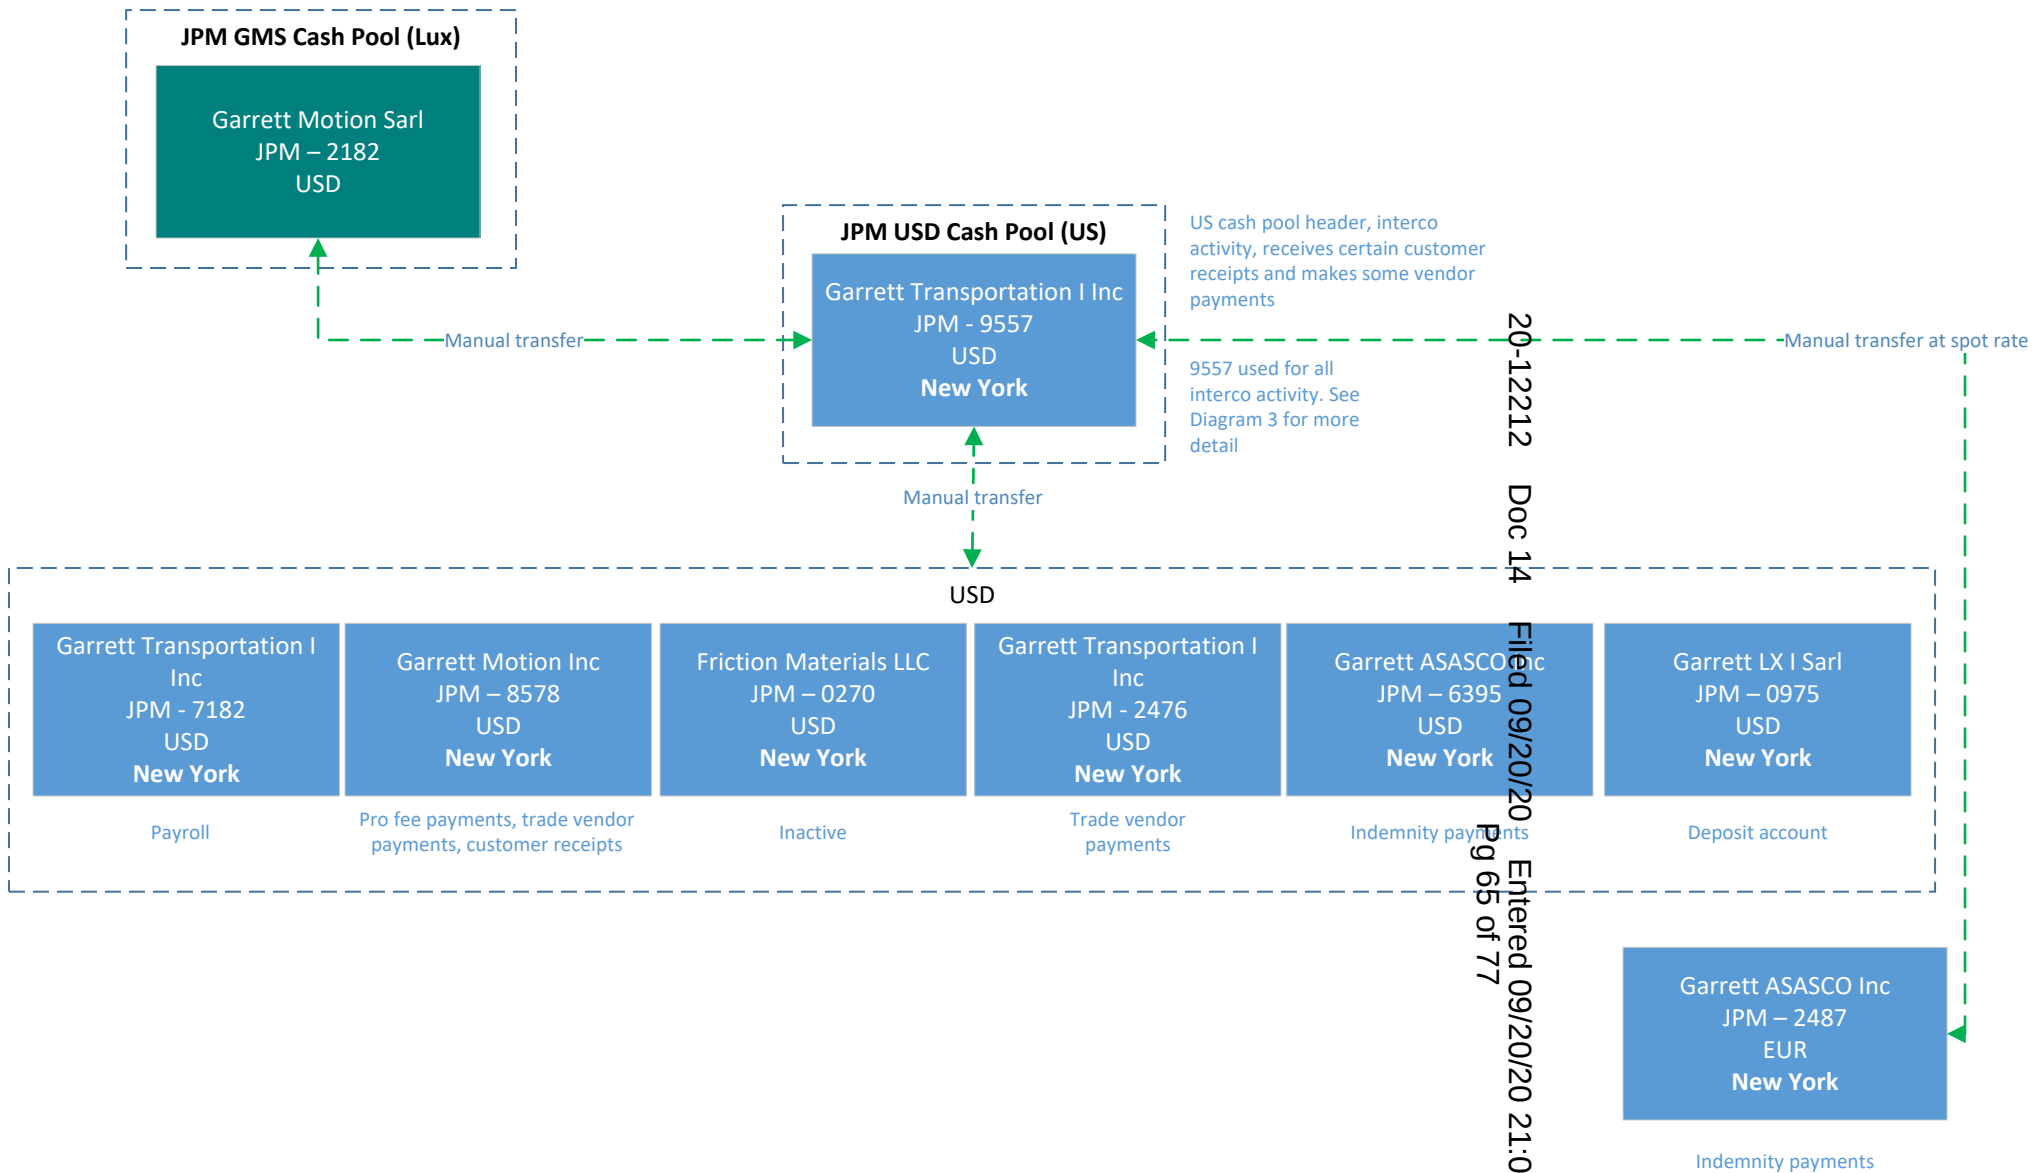 JPM GMS Cash Pool (Lux)
Garrett Motion Sarl
JPM – 2182
USD
JPM USD Cash Pool (US)
Garrett Transportation I Inc
JPM - 9557
USD
New York
US cash pool header, interco
activity, receives certain customer
receipts and makes some vendor
payments
9557 used for all
interco activity. See
Diagram 3 for more
detail
Manual transfer
Manual transfer at spot rate
Manual transfer
USD
Garrett Transportation I
Inc
JPM - 7182
USD
New York
Payroll
Garrett Motion Inc
JPM – 8578
USD
New York
Pro fee payments, trade vendor
payments, customer receipts
Friction Materials LLC
JPM – 0270
USD
New York
Inactive
Garrett Transportation I
Inc
JPM - 2476
USD
New York
Trade vendor
payments
Garrett ASASCO Inc
JPM – 6395
USD
New York
Indemnity payments
Garrett LX I Sarl
JPM – 0975
USD
New York
Deposit account
Garrett ASASCO Inc
JPM – 2487
EUR
New York
Indemnity payments
20-12212 Doc 14 Filed 09/20/20 Entered 09/20/20 21:0
Pg 65 of 77